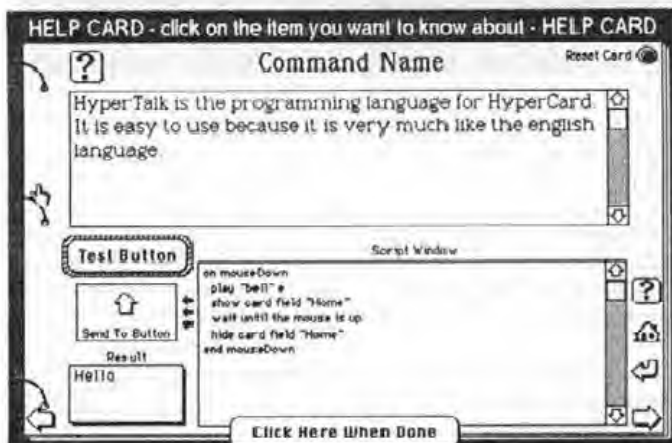 HELP CARD - click on the item you want to know about - HELP CARD
?
Command Name
Reset Card
HyperTalk is the programming language for HyperCard.
It is easy to use because it is very much like the english
language.
Test Button
Send To Button
Result
Hello
Script Window
on mouseDown
play "bell" e
show card field "Home"
wait until the mouse is up
hide card field "Home"
end mouseDown
?
Click Here When Done